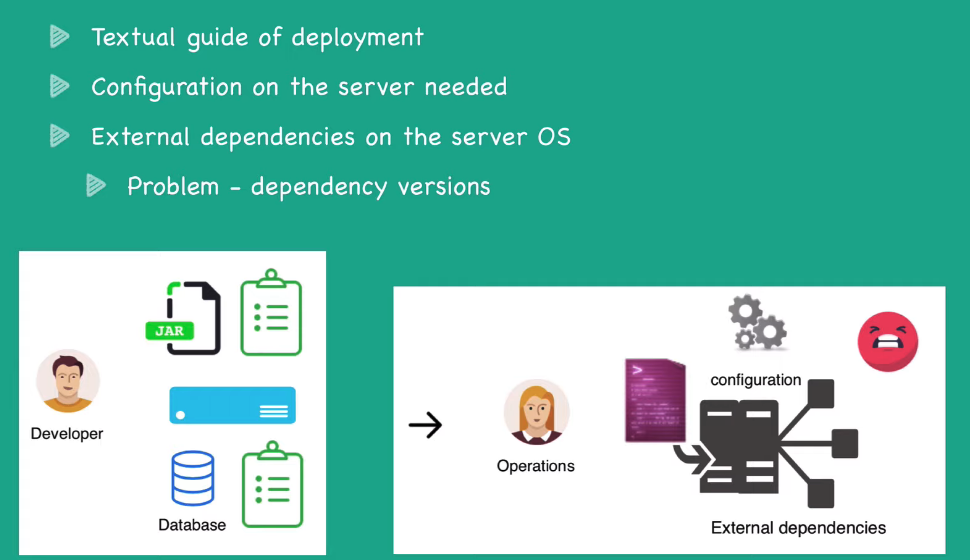 Textual guide of deployment
Configuration on the server needed
External dependencies on the server OS
Problem - dependency versions
JAR
Developer
Database
configuration
Operations
External dependencies